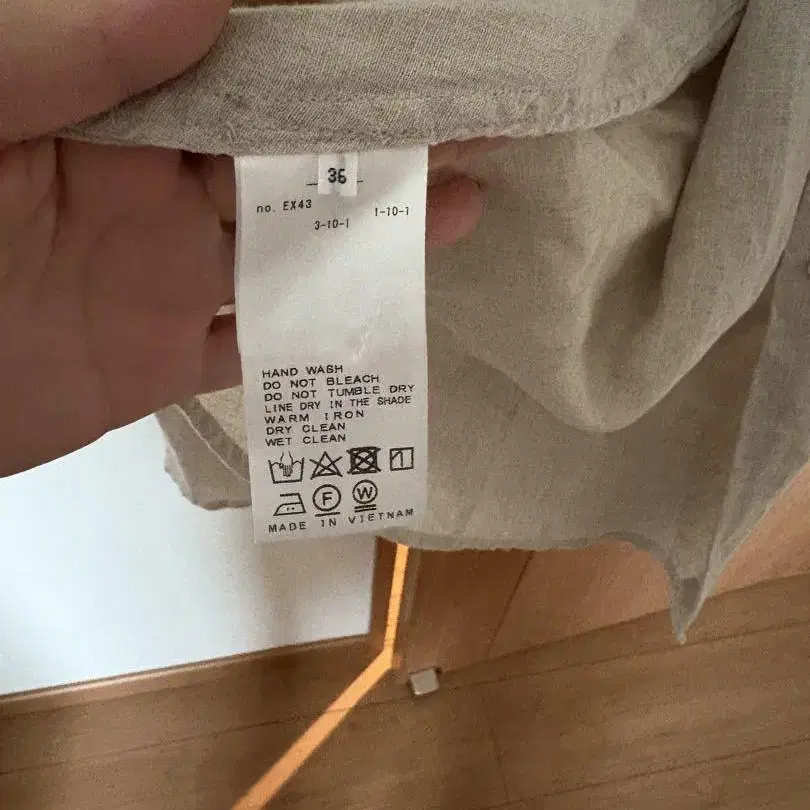 36
no. EX43
3-10-1
1-10-1
HAND WASH
DO NOT BLEACH
DO NOT TUMBLE DRY
LINE DRY IN THE SHADE
WARM IRON
DRY CLEAN
WET CLEAN
F
W
MADE IN VIETNAM